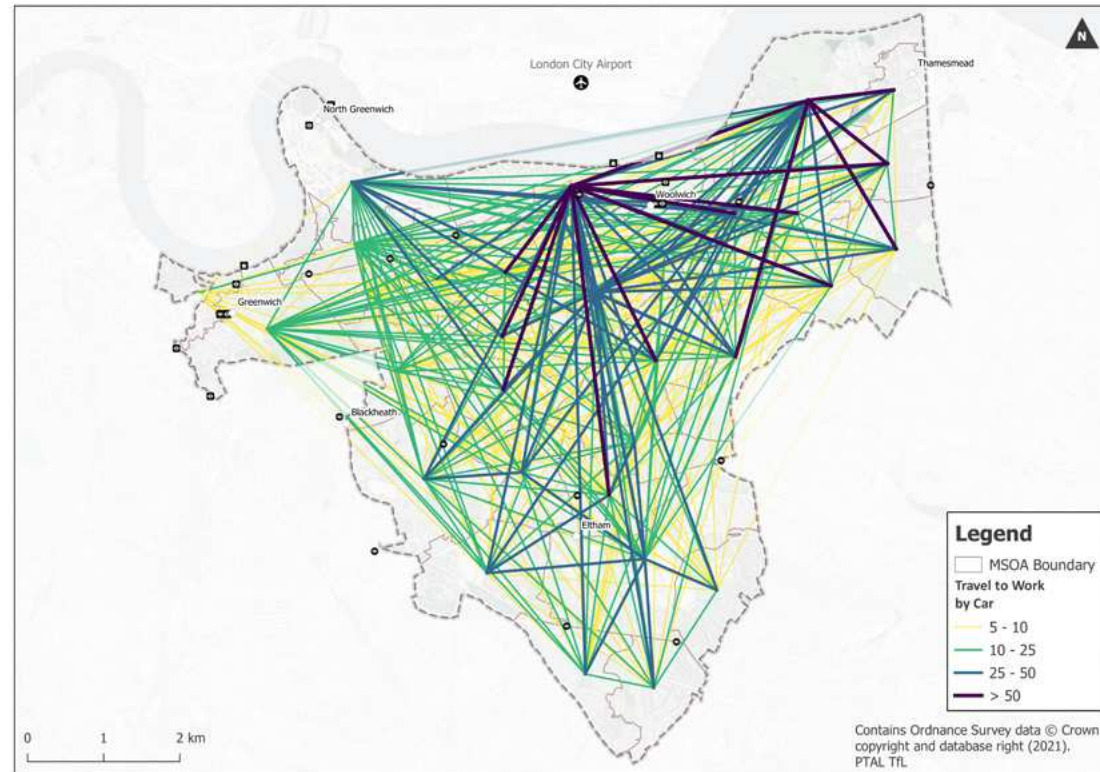 N
London City Airport
Thamesmead
North Greenwich
Woolwich
Greenwich
Blackheath
Eltham
Legend
MSOA Boundary
Travel to Work
by Car
5 - 10
10 - 25
25 - 50
> 50
0 1 2 km
Contains Ordnance Survey data © Crown
copyright and database right (2021).
PTAL TfL